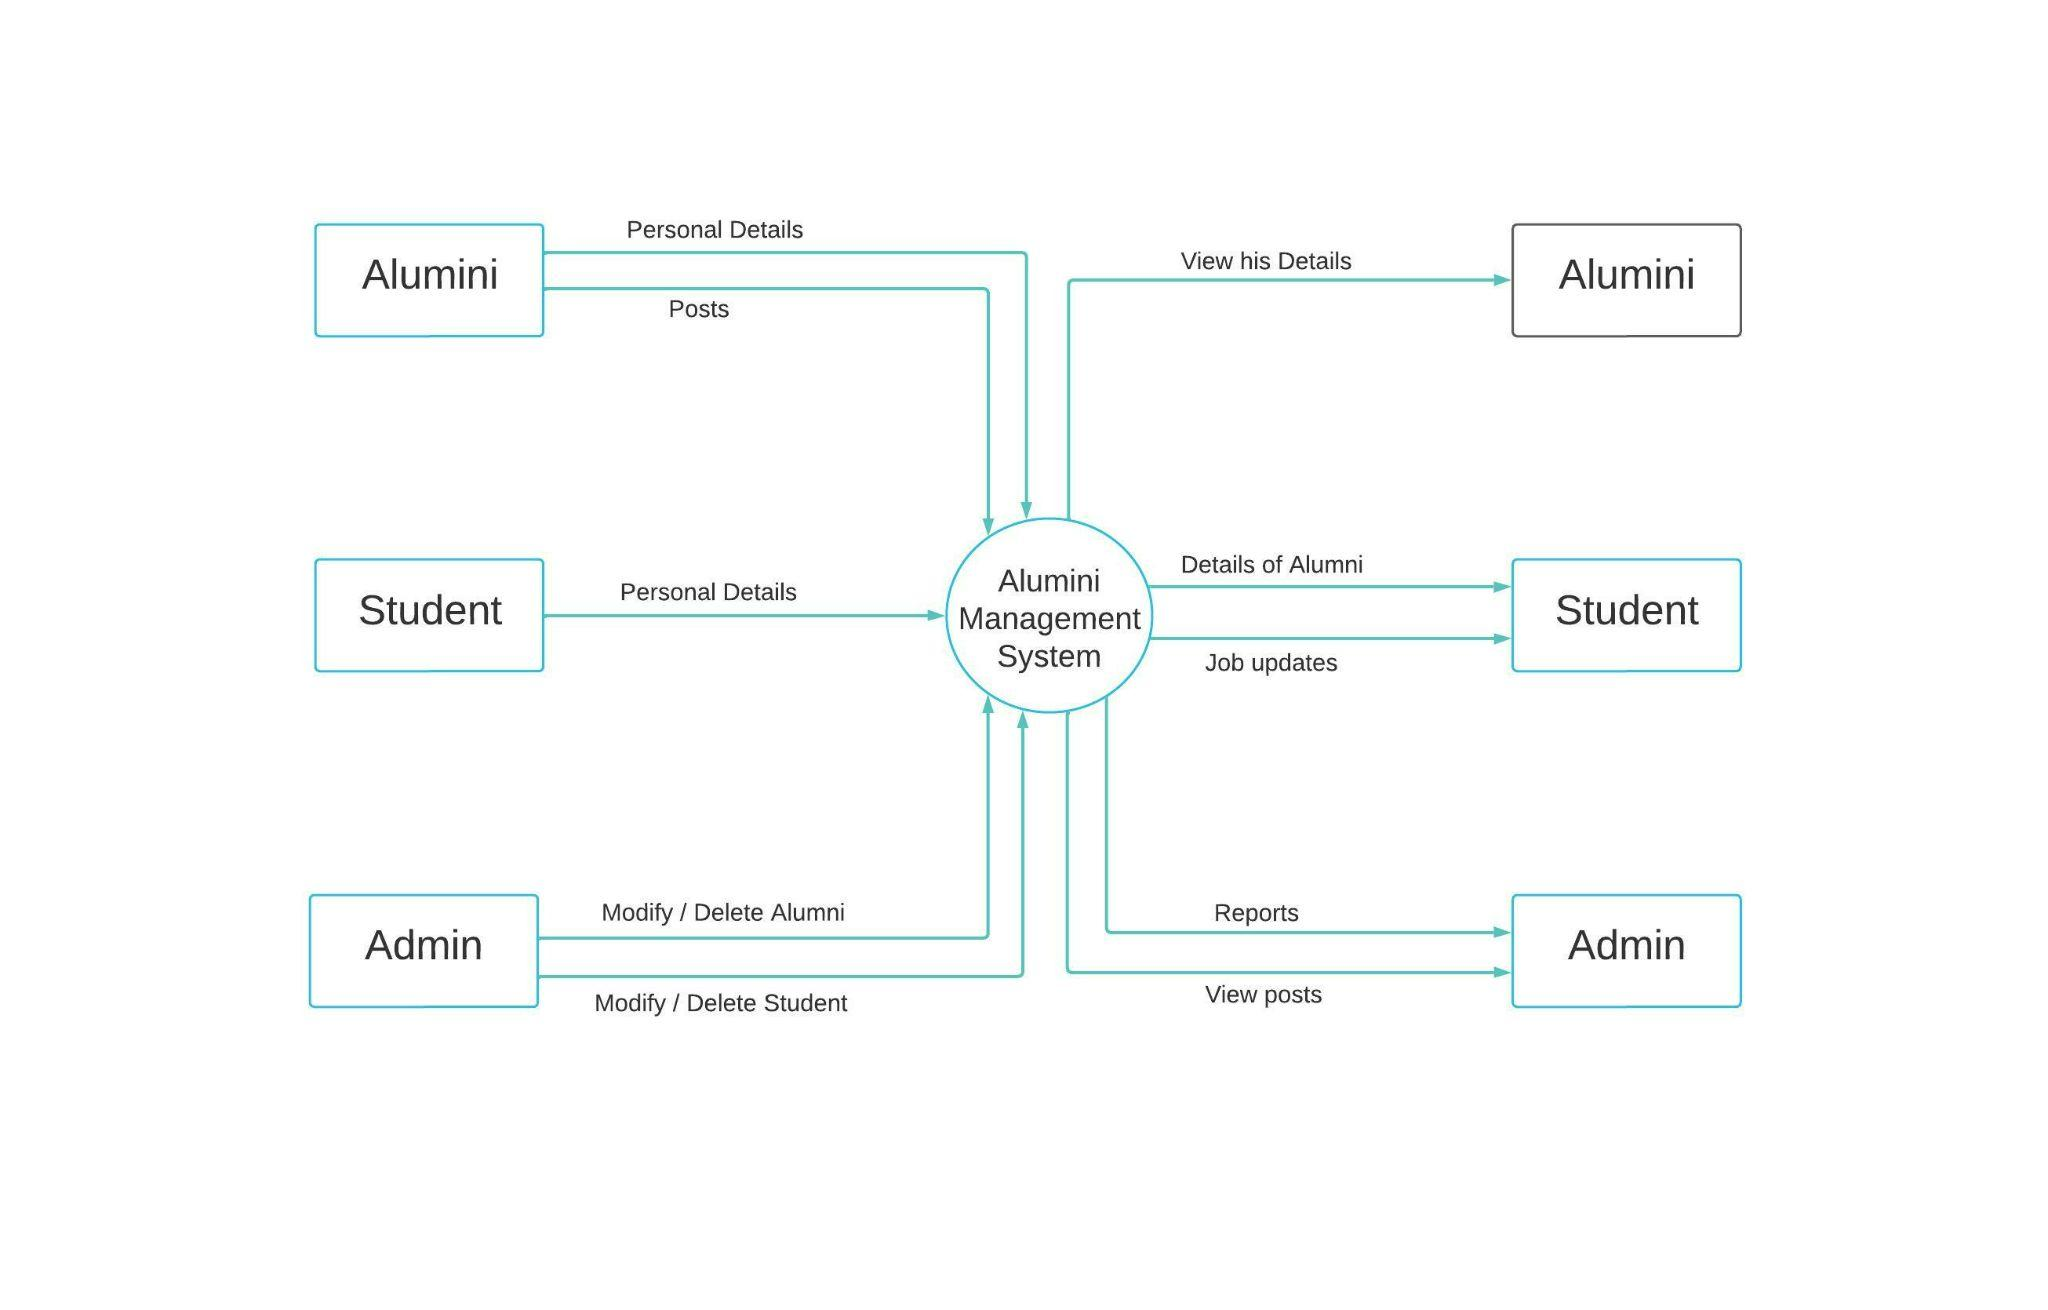 Personal Details
Alumini
Posts
View his Details
Alumini
Student
Personal Details
Alumini
Management
System
Details of Alumni
Job updates
Student
Admin
Modify / Delete Alumni
Modify / Delete Student
Reports
View posts
Admin